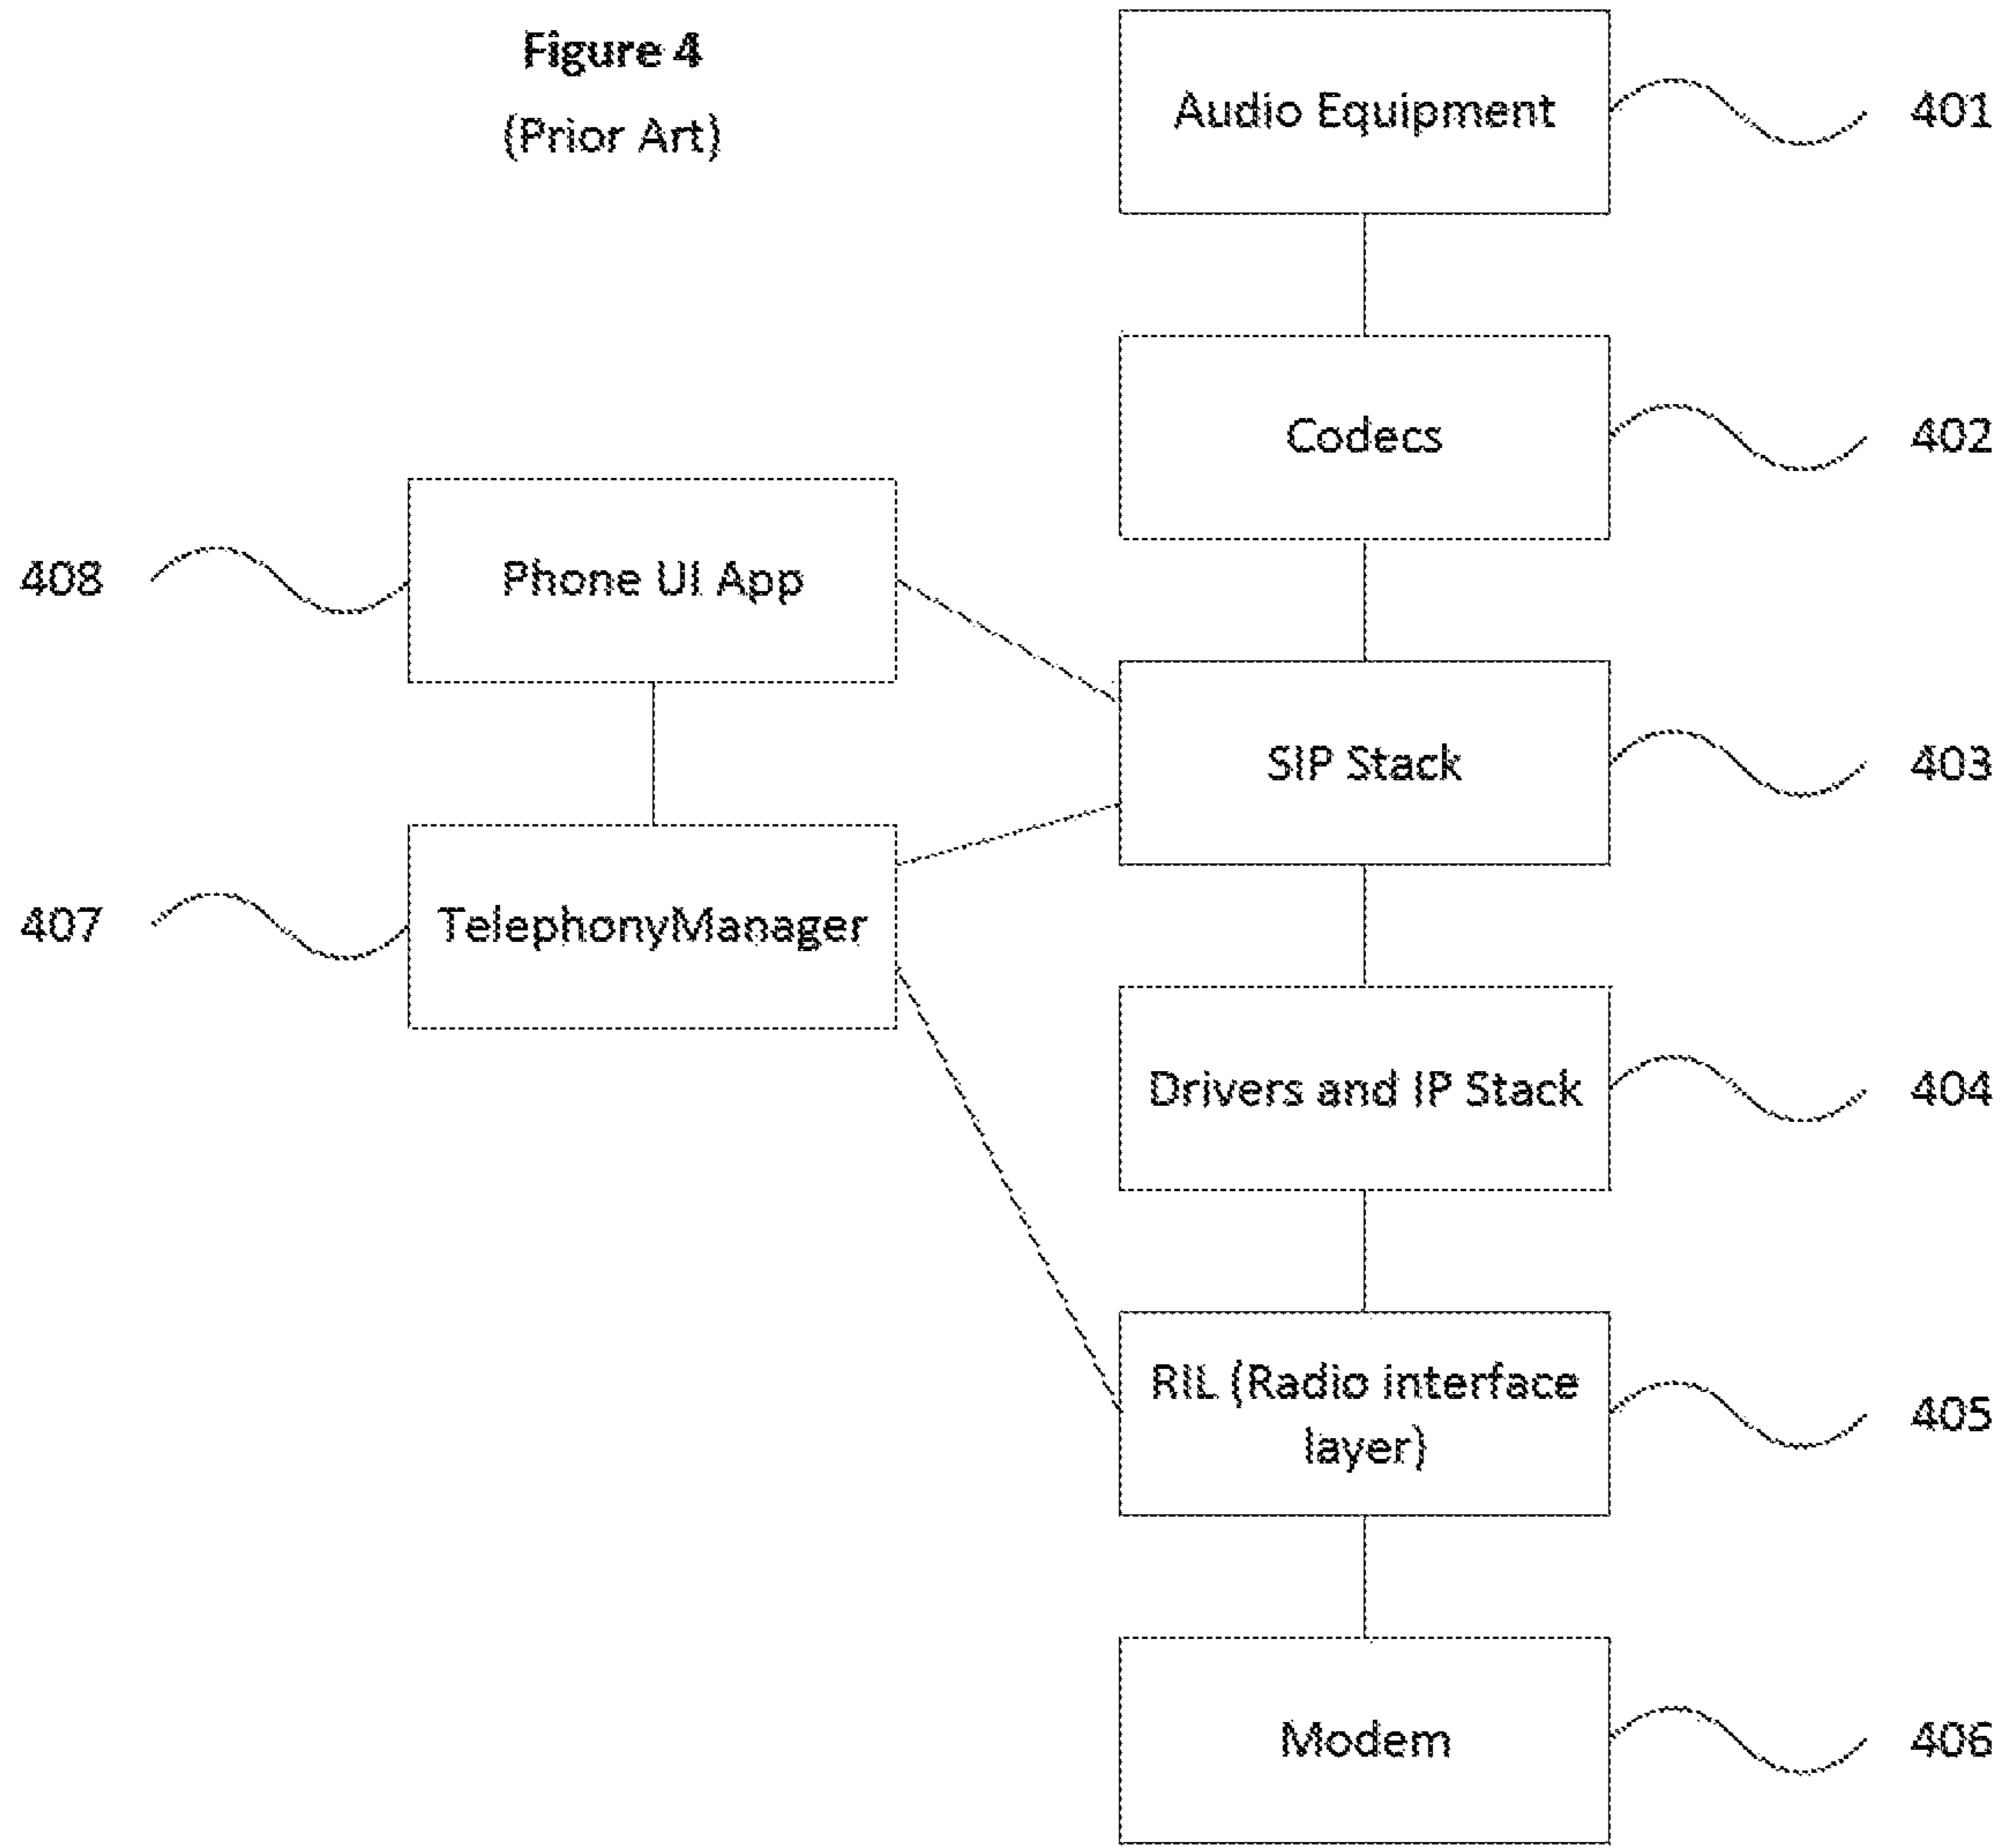 Figure 4
(Prior Art)
Audio Equipment
401
Codecs
402
Phone UI App
408
SIP Stack
403
TelephonyManager
407
Drivers and IP Stack
404
RIL (Radio interface
layer)
405
Modem
406